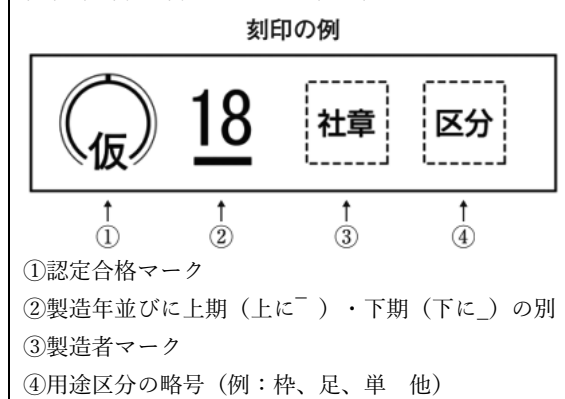 刻印の例
仮 18 社章 区分
↑ ↑ ↑ ↑
① ② ③ ④
①認定合格マーク
②製造年並びに上期（上に‾ ）・下期（下に_）の別
③製造者マーク
④用途区分の略号（例：枠、足、単　他）